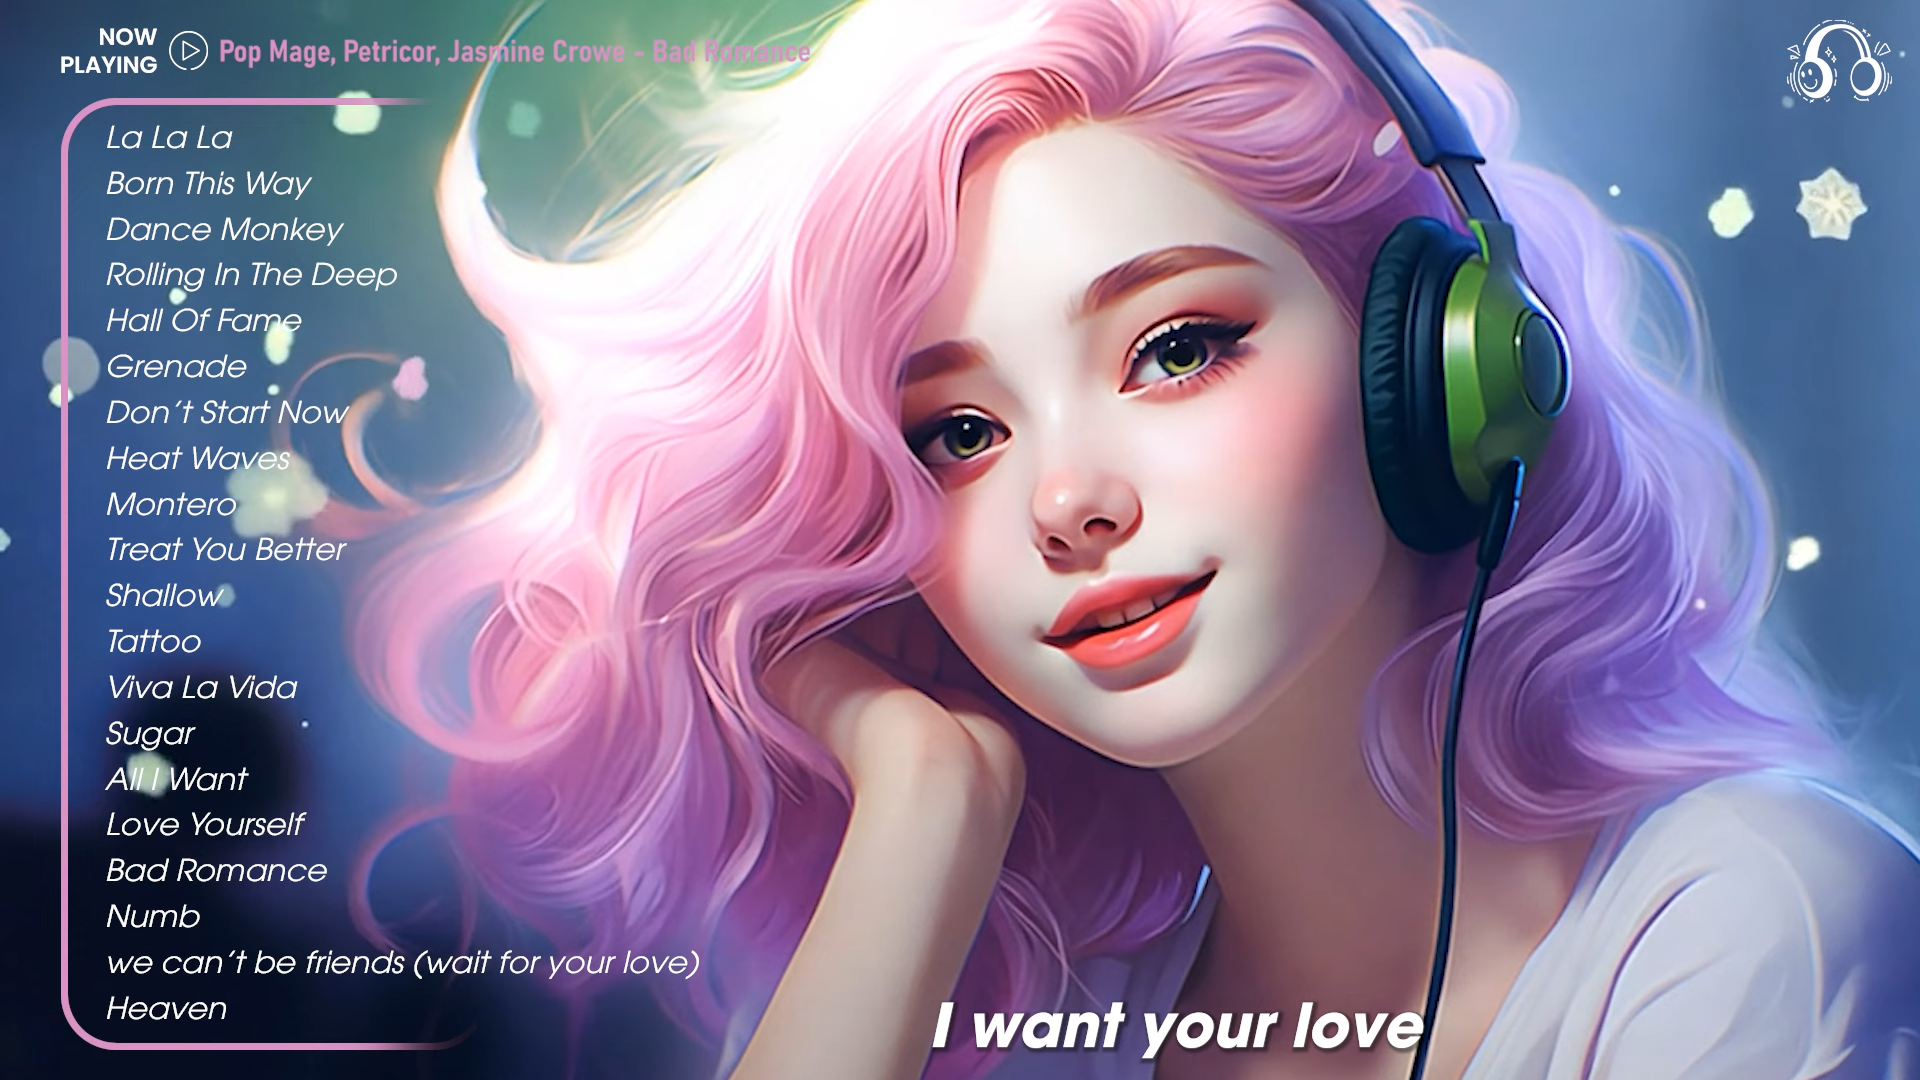 NOW
PLAYING
Pop Mage, Petricor, Jasmine Crowe - Bad Romance
La La La
Born This Way
Dance Monkey
Rolling In The Deep
Hall Of Fame
Grenade
Don't Start Now
Heat Waves
Montero
Treat You Better
Shallow
Tattoo
Viva La Vida
Sugar
All I Want
Love Yourself
Bad Romance
Numb
we can't be friends (wait for your love)
Heaven
I want your love